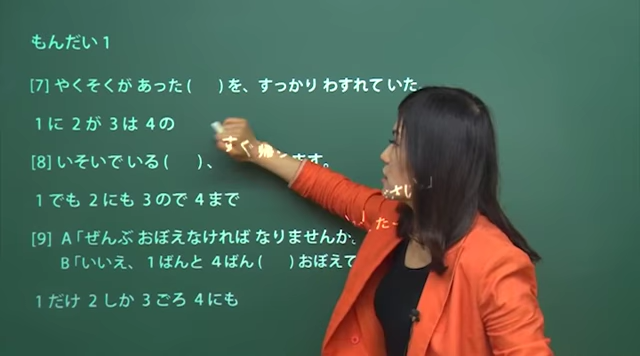 もんだい 1
[7] やくそくが あった (　　) を、すっかり わすれて いた。
1 に 2 が 3 は 4 の
[8] いそいで いる (　　)、すぐ 帰 ます。
1 でも 2 にも 3 ので 4 まで
[9] A「ぜんぶ おぼえなければ なりませんか。
B「いいえ、1ばんと 4ばん (　　) おぼえて
1 だけ 2 しか 3 ごろ 4 にも